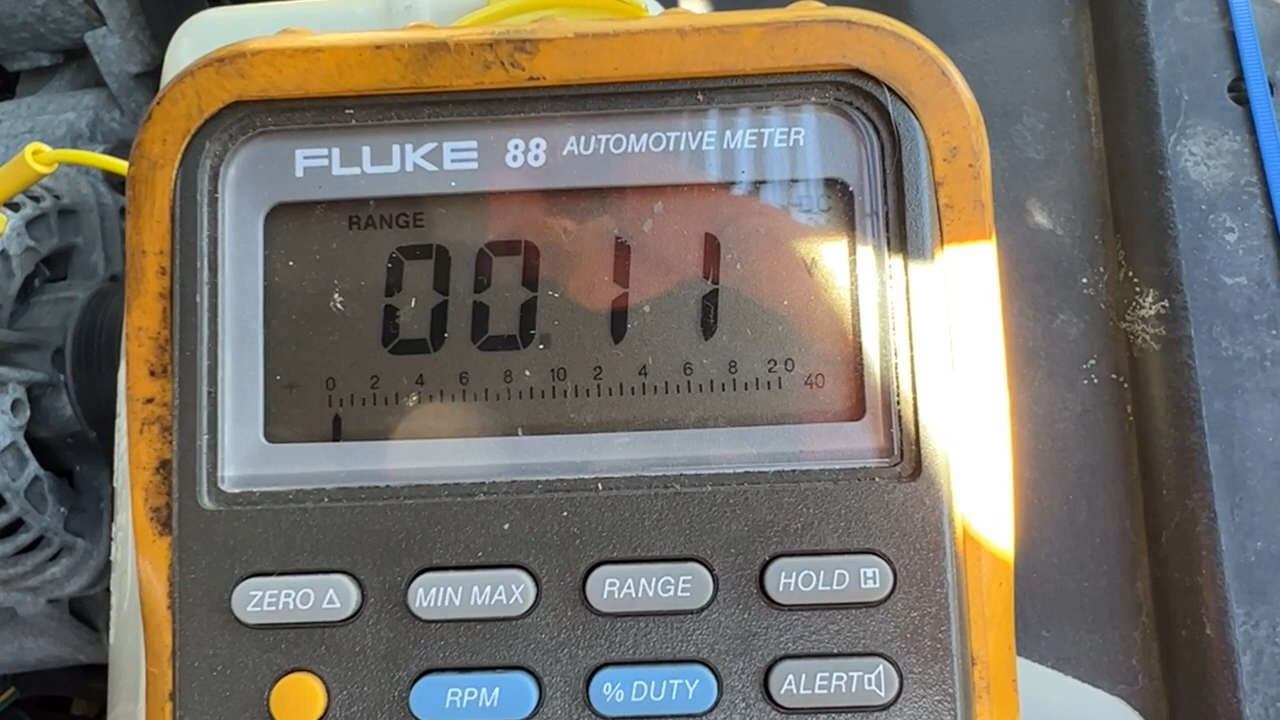 FLUKE 88 AUTOMOTIVE METER
RANGE DC
00.11 V
0 2 4 6 8 10 2 4 6 8 20 40
ZERO Δ MIN MAX RANGE HOLD H
RPM % DUTY ALERT